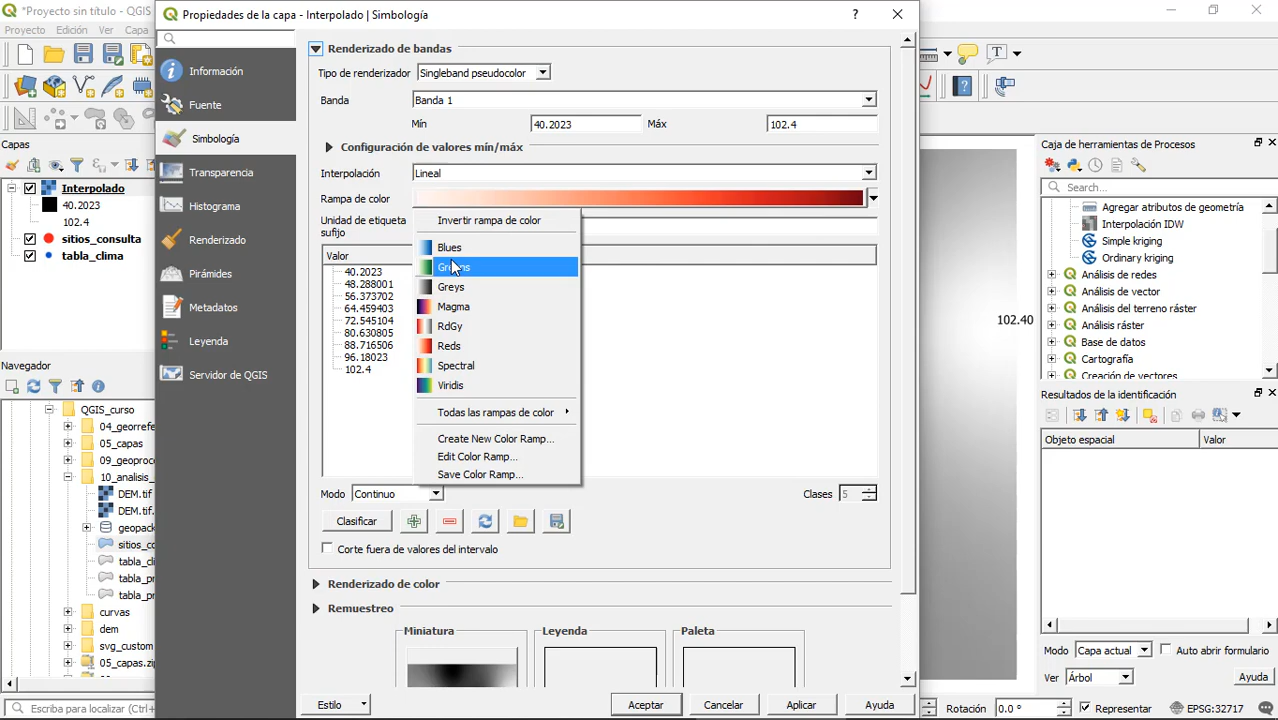 *Proyecto sin título - QGIS
Propiedades de la capa - Interpolado | Simbología
?
Proyecto Edición Ver Capa
Capas
Interpolado
40.2023
102.4
sitios_consulta
tabla_clima
Navegador
QGIS_curso
04_georrefe
05_capas
09_geoproc
10_analisis_
DEM.tif
DEM.tif.
geopack
sitios_co
tabla_cli
tabla_pr
tabla_pr
curvas
dem
svg_custom
05_capas.zip
Escriba para localizar
Información
Fuente
Simbología
Transparencia
Histograma
Renderizado
Pirámides
Metadatos
Leyenda
Servidor de QGIS
Renderizado de bandas
Tipo de renderizador Singleband pseudocolor
Banda Banda 1
Mín 40.2023 Máx 102.4
Configuración de valores mín/máx
Interpolación Lineal
Rampa de color
Unidad de etiqueta
sufijo
Invertir rampa de color
Blues
Greens
Greys
Magma
RdGy
Reds
Spectral
Viridis
Todas las rampas de color
Create New Color Ramp...
Edit Color Ramp...
Save Color Ramp...
Valor
40.2023
48.288001
56.373702
64.459403
72.545104
80.630805
88.716506
96.18023
102.4
Modo Continuo Clases 5
Clasificar
Corte fuera de valores del intervalo
Renderizado de color
Remuestreo
Miniatura Leyenda Paleta
Estilo Aceptar Cancelar Aplicar Ayuda
102.40
Caja de herramientas de Procesos
Search...
Agregar atributos de geometría
Interpolación IDW
Simple kriging
Ordinary kriging
Análisis de redes
Análisis de vector
Análisis del terreno ráster
Análisis ráster
Base de datos
Cartografía
Creación de vectores
Resultados de la identificación
Objeto espacial Valor
Modo Capa actual Auto abrir formulario
Ver Árbol Ayuda
Rotación 0.0 ° Representar EPSG:32717